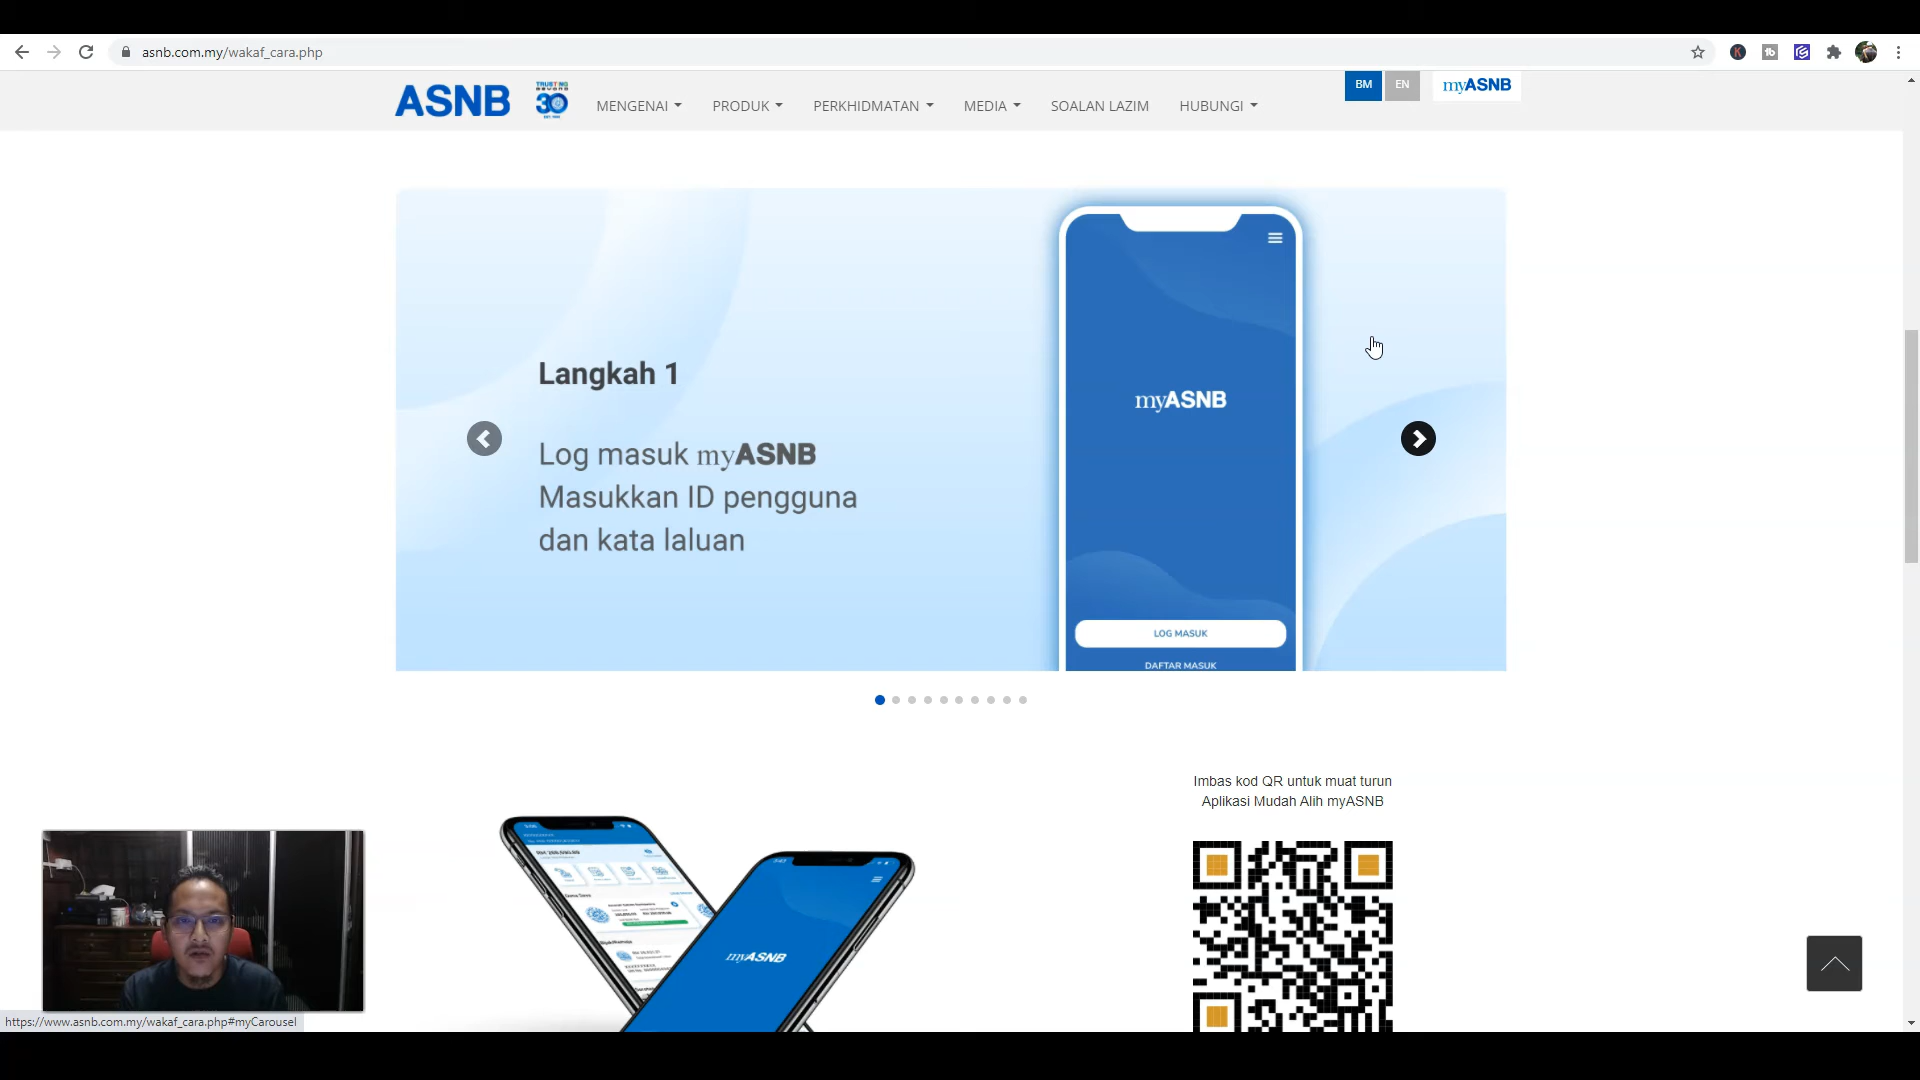 asnb.com.my/wakaf_cara.php
ASNB
TRUSTING
30
MENGENAI
PRODUK
PERKHIDMATAN
MEDIA
SOALAN LAZIM
HUBUNGI
BM
EN
myASNB
Langkah 1
Log masuk myASNB
Masukkan ID pengguna
dan kata laluan
myASNB
LOG MASUK
DAFTAR MASUK
Imbas kod QR untuk muat turun
Aplikasi Mudah Alih myASNB
myASNB
https://www.asnb.com.my/wakaf_cara.php#myCarousel